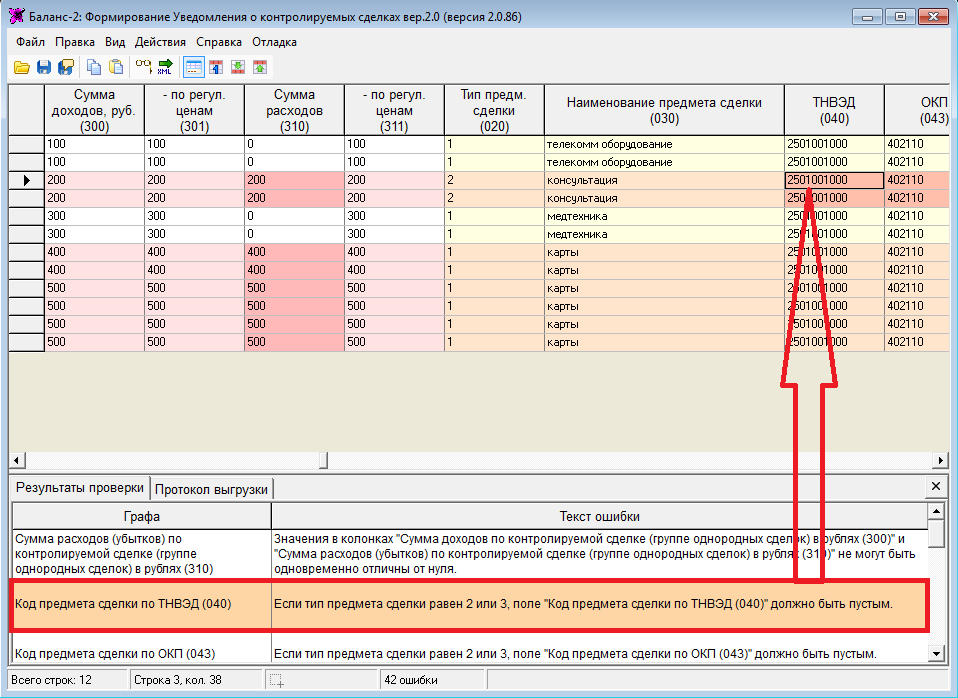 Баланс-2: Формирование Уведомления о контролируемых сделках вер.2.0 (версия 2.0.86)
Файл Правка Вид Действия Справка Отладка
XML
Сумма доходов, руб. (300) - по регул. ценам (301) Сумма расходов (310) - по регул. ценам (311) Тип предм. сделки (020) Наименование предмета сделки (030) ТНВЭД (040) ОКП (043)
100 100 0 100 1 телекомм оборудование 2501001000 402110
100 100 0 100 1 телекомм оборудование 2501001000 402110
200 200 200 200 2 консультация 2501001000 402110
200 200 200 200 2 консультация 2501001000 402110
300 300 0 300 1 медтехника 2501001000 402110
300 300 0 300 1 медтехника 2501001000 402110
400 400 400 400 1 карты 2501001000 402110
400 400 400 400 1 карты 2501001000 402110
500 500 500 500 1 карты 2501001000 402110
500 500 500 500 1 карты 2501001000 402110
500 500 500 500 1 карты 2501001000 402110
500 500 500 500 1 карты 2501001000 402110
Результаты проверки Протокол выгрузки
Графа Текст ошибки
Сумма расходов (убытков) по
контролируемой сделке (группе
однородных сделок) в рублях (310)
Значения в колонках "Сумма доходов по контролируемой сделке (группе однородных сделок) в рублях (300)" и
"Сумма расходов (убытков) по контролируемой сделке (группе однородных сделок) в рублях (310)" не могут быть
одновременно отличны от нуля.
Код предмета сделки по ТНВЭД (040) Если тип предмета сделки равен 2 или 3, поле "Код предмета сделки по ТНВЭД (040)" должно быть пустым.
Код предмета сделки по ОКП (043) Если тип предмета сделки равен 2 или 3, поле "Код предмета сделки по ОКП (043)" должно быть пустым.
Всего строк: 12 Строка 3, кол. 38 42 ошибки